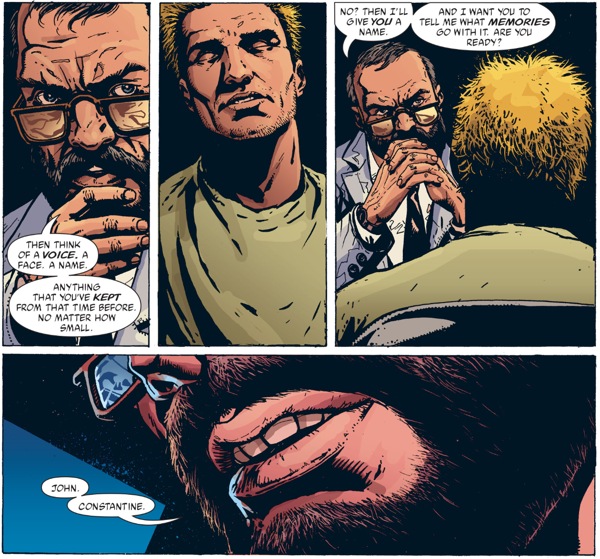 THEN THINK
OF A VOICE. A
FACE. A NAME.
ANYTHING
THAT YOU'VE KEPT
FROM THAT TIME BEFORE.
NO MATTER HOW
SMALL.
NO? THEN I'LL
GIVE YOU A
NAME.
AND I WANT YOU TO
TELL ME WHAT MEMORIES
GO WITH IT. ARE YOU
READY?
JOHN.
CONSTANTINE.